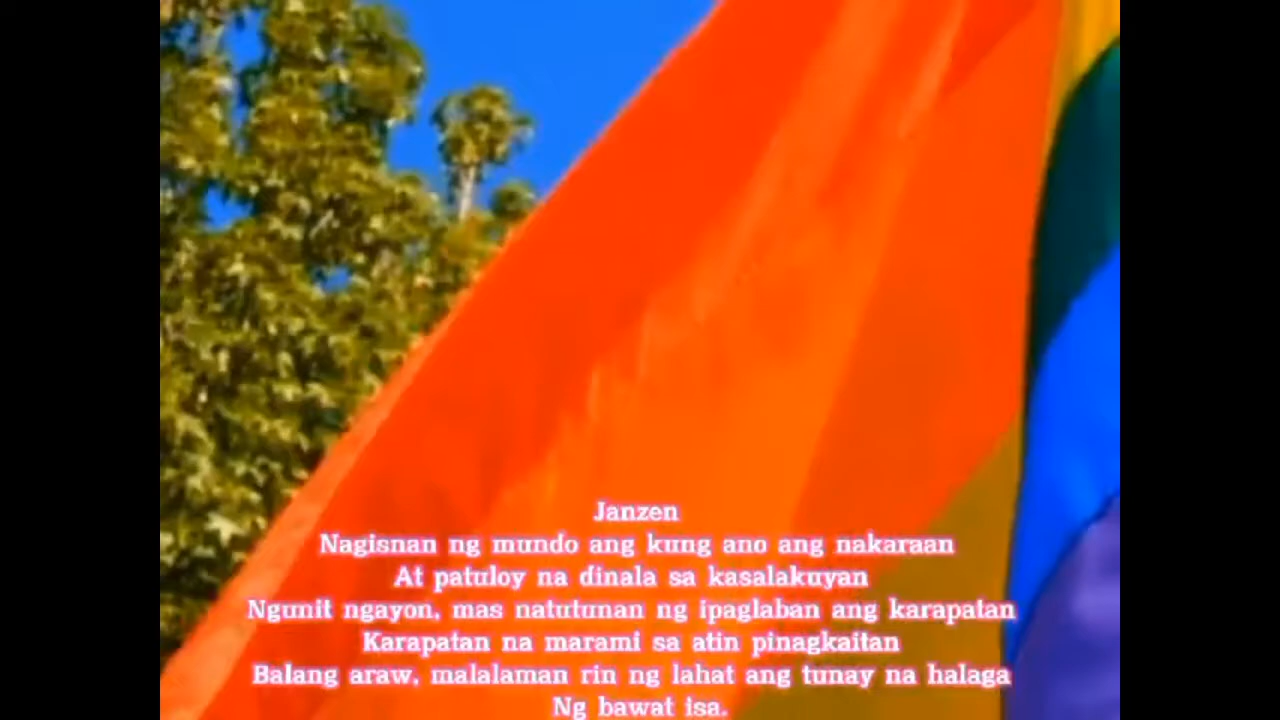 Janzen
Nagisnan ng mundo ang kung ano ang nakaraan
At patuloy na dinala sa kasalakuyan
Ngunit ngayon, mas natutunan ng ipaglaban ang karapatan
Karapatan na marami sa atin pinagkaitan
Balang araw, malalaman rin ng lahat ang tunay na halaga
Ng bawat isa.